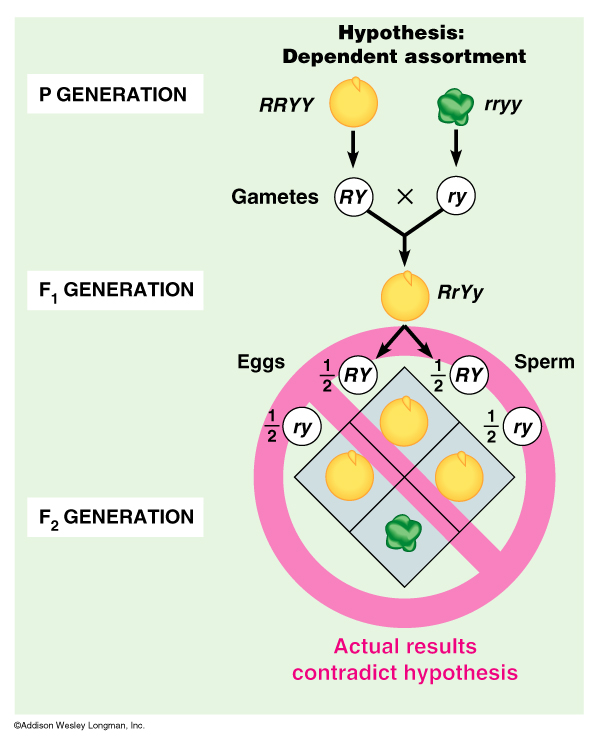 Hypothesis:
Dependent assortment
P GENERATION
RRYY
rryy
Gametes
RY
×
ry
F1 GENERATION
RrYy
Eggs
Sperm
1/2 RY
1/2 RY
1/2 ry
1/2 ry
F2 GENERATION
Actual results
contradict hypothesis
©Addison Wesley Longman, Inc.